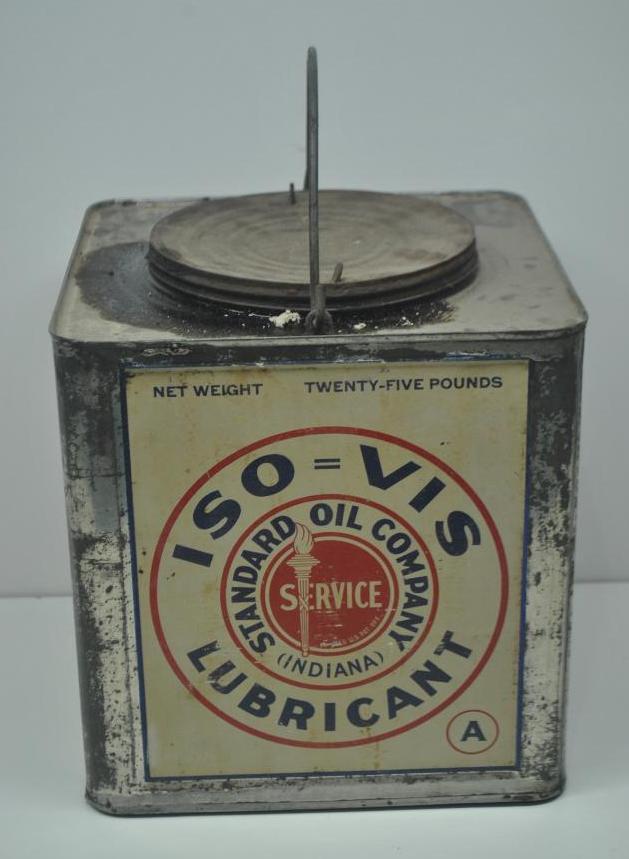 NET WEIGHT TWENTY-FIVE POUNDS
ISO=VIS
STANDARD OIL COMPANY
SERVICE
(INDIANA)
LUBRICANT
A